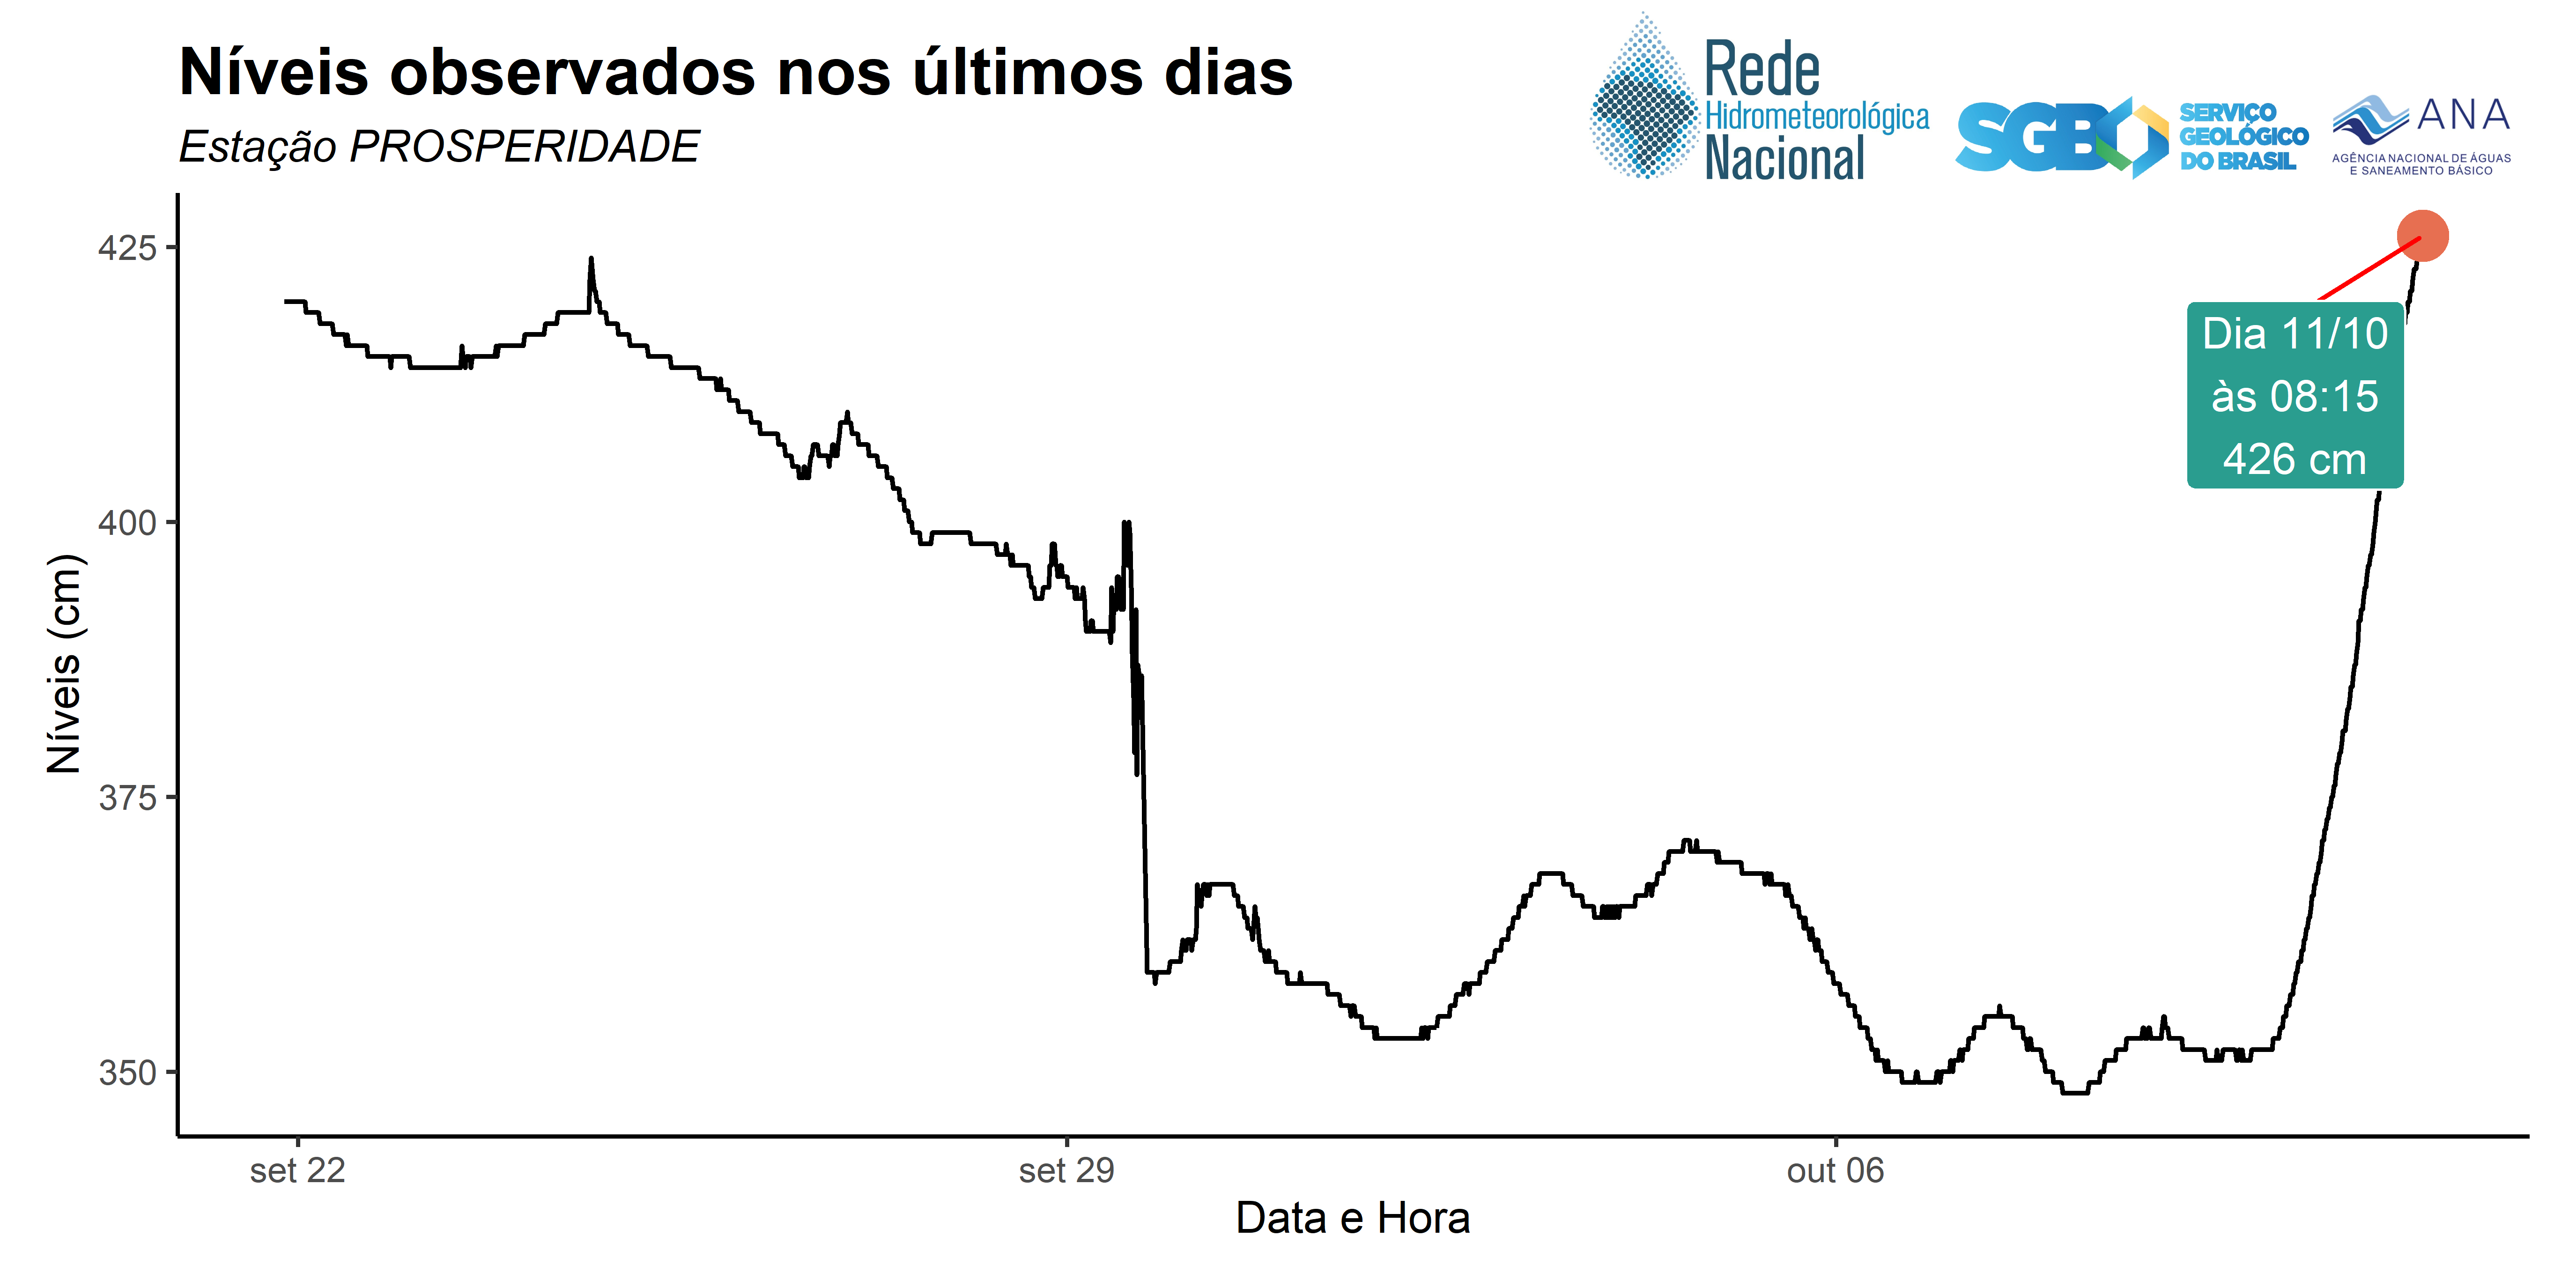 Níveis observados nos últimos dias
Estação PROSPERIDADE
Rede
Hidrometeorológica
Nacional
SGB
SERVIÇO
GEOLÓGICO
DO BRASIL
ANA
AGÊNCIA NACIONAL DE ÁGUAS
E SANEAMENTO BÁSICO
425
400
375
350
Níveis (cm)
Dia 11/10
às 08:15
426 cm
set 22
set 29
out 06
Data e Hora